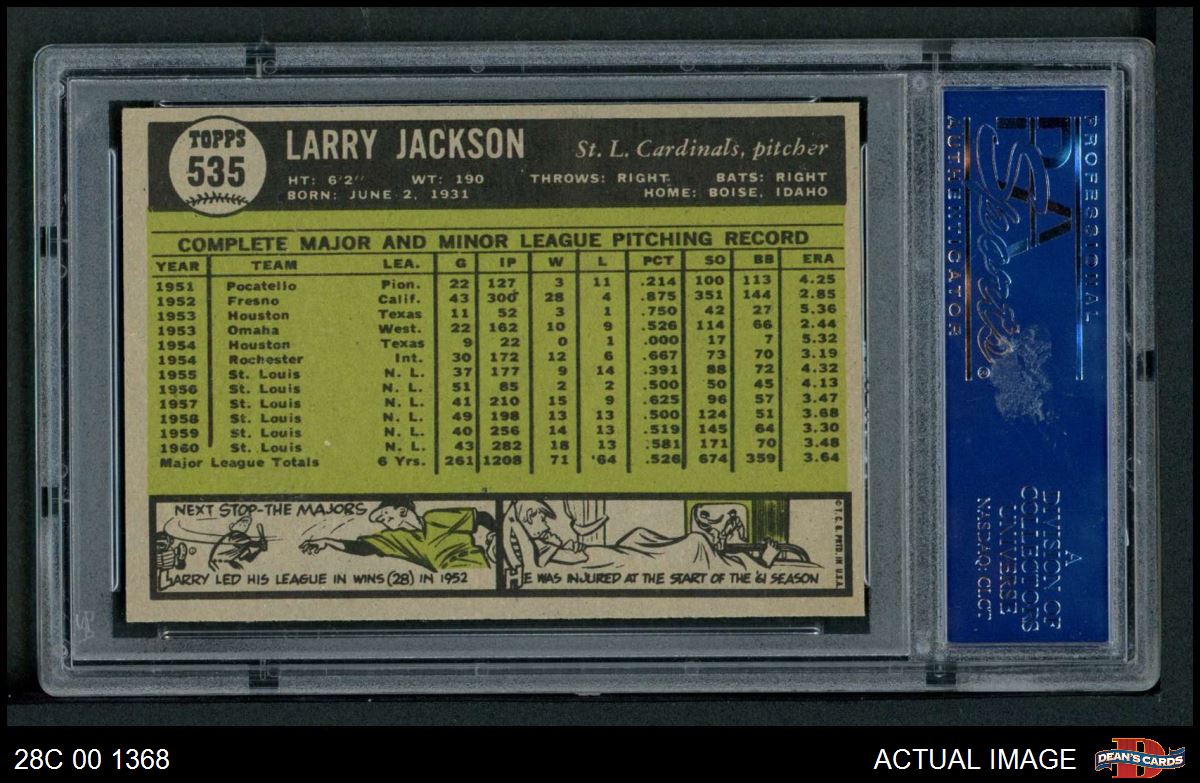 TOPPS
535
LARRY JACKSON
St. L. Cardinals, pitcher
HT: 6'2" WT: 190 THROWS: RIGHT BATS: RIGHT
BORN: JUNE 2, 1931 HOME: BOISE, IDAHO
COMPLETE MAJOR AND MINOR LEAGUE PITCHING RECORD
YEAR TEAM LEA. G IP W L PCT SO BB ERA
1951 Pocatello Pion. 22 127 3 11 .214 100 113 4.25
1952 Fresno Calif. 43 300 28 4 .875 351 144 2.85
1953 Houston Texas 11 52 3 1 .750 42 27 5.36
1953 Omaha West. 22 162 10 9 .526 114 66 2.44
1954 Houston Texas 9 22 0 1 .000 17 7 5.32
1954 Rochester Int. 30 172 12 6 .667 73 70 3.19
1955 St. Louis N. L. 37 177 9 14 .391 88 72 4.32
1956 St. Louis N. L. 51 85 2 2 .500 50 45 4.13
1957 St. Louis N. L. 41 210 15 9 .625 96 57 3.47
1958 St. Louis N. L. 49 198 13 13 .500 124 51 3.68
1959 St. Louis N. L. 40 256 14 13 .519 145 64 3.30
1960 St. Louis N. L. 43 282 18 13 .581 171 70 3.48
Major League Totals 6 Yrs. 261 1208 71 64 .526 674 359 3.64
NEXT STOP-THE MAJORS
LARRY LED HIS LEAGUE IN WINS (28) IN 1952
HE WAS INJURED AT THE START OF THE '61 SEASON
© T. C. G. PRTD. IN U.S.A.
PROFESSIONAL
PSA
Sports
AUTHENTICATOR
®
A
DIVISION OF
COLLECTORS
UNIVERSE
NASDAQ: CLCT
PSA
28C 00 1368
ACTUAL IMAGE
D
DEAN'S CARDS